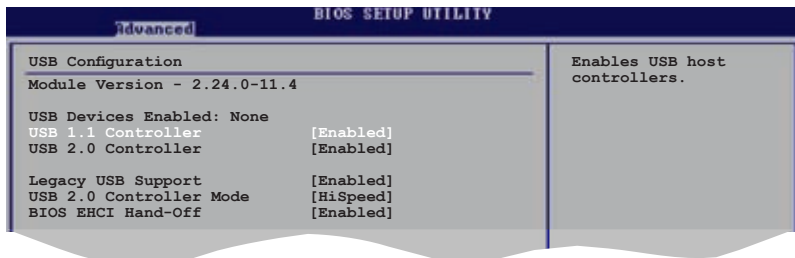 BIOS SETUP UTILITY
Advanced
USB Configuration
Module Version - 2.24.0-11.4
USB Devices Enabled: None
USB 1.1 Controller [Enabled]
USB 2.0 Controller [Enabled]
Legacy USB Support [Enabled]
USB 2.0 Controller Mode [HiSpeed]
BIOS EHCI Hand-Off [Enabled]
Enables USB host
controllers.